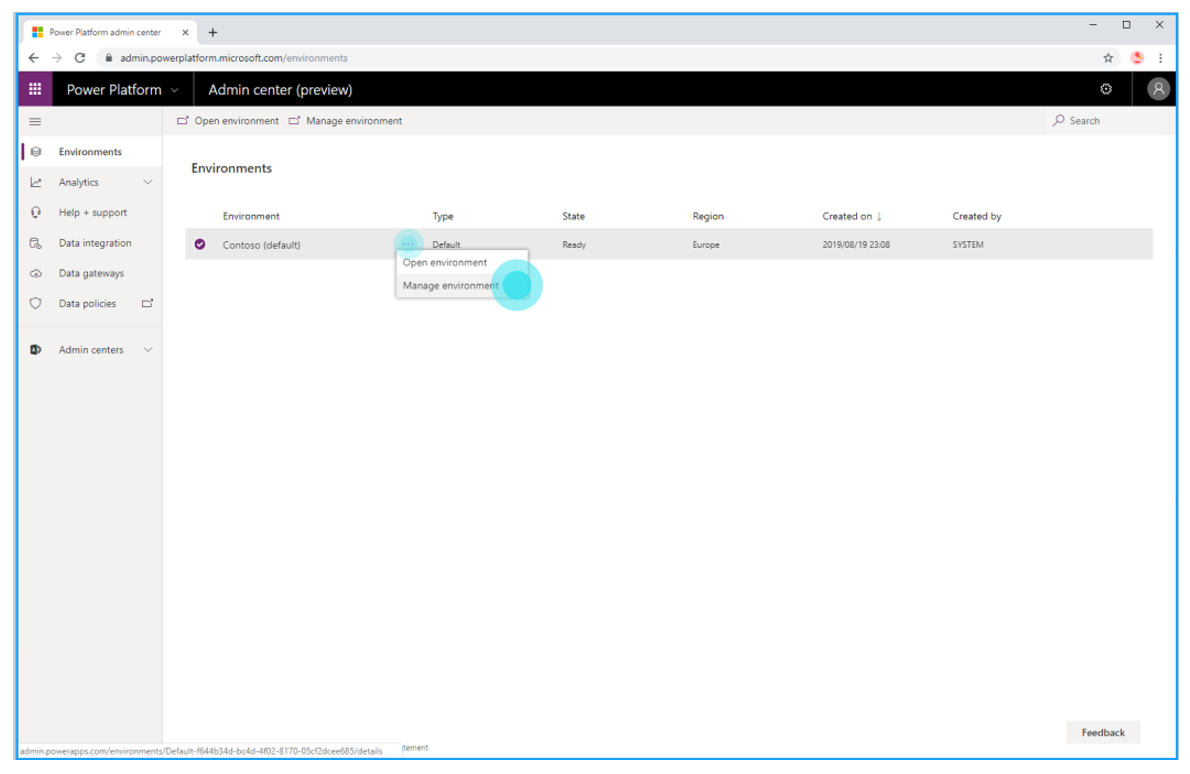 Power Platform admin center
admin.powerplatform.microsoft.com/environments
Power Platform Admin center (preview)
Open environment Manage environment Search
Environments
Analytics
Help + support
Data integration
Data gateways
Data policies
Admin centers
Environments
Environment Type State Region Created on ↓ Created by
Contoso (default) ... Default Ready Europe 2019/08/19 23:08 SYSTEM
Open environment
Manage environment
Feedback
admin.powerapps.com/environments/Default-f644b34d-bc4d-4f02-8170-05cf2dcee685/details